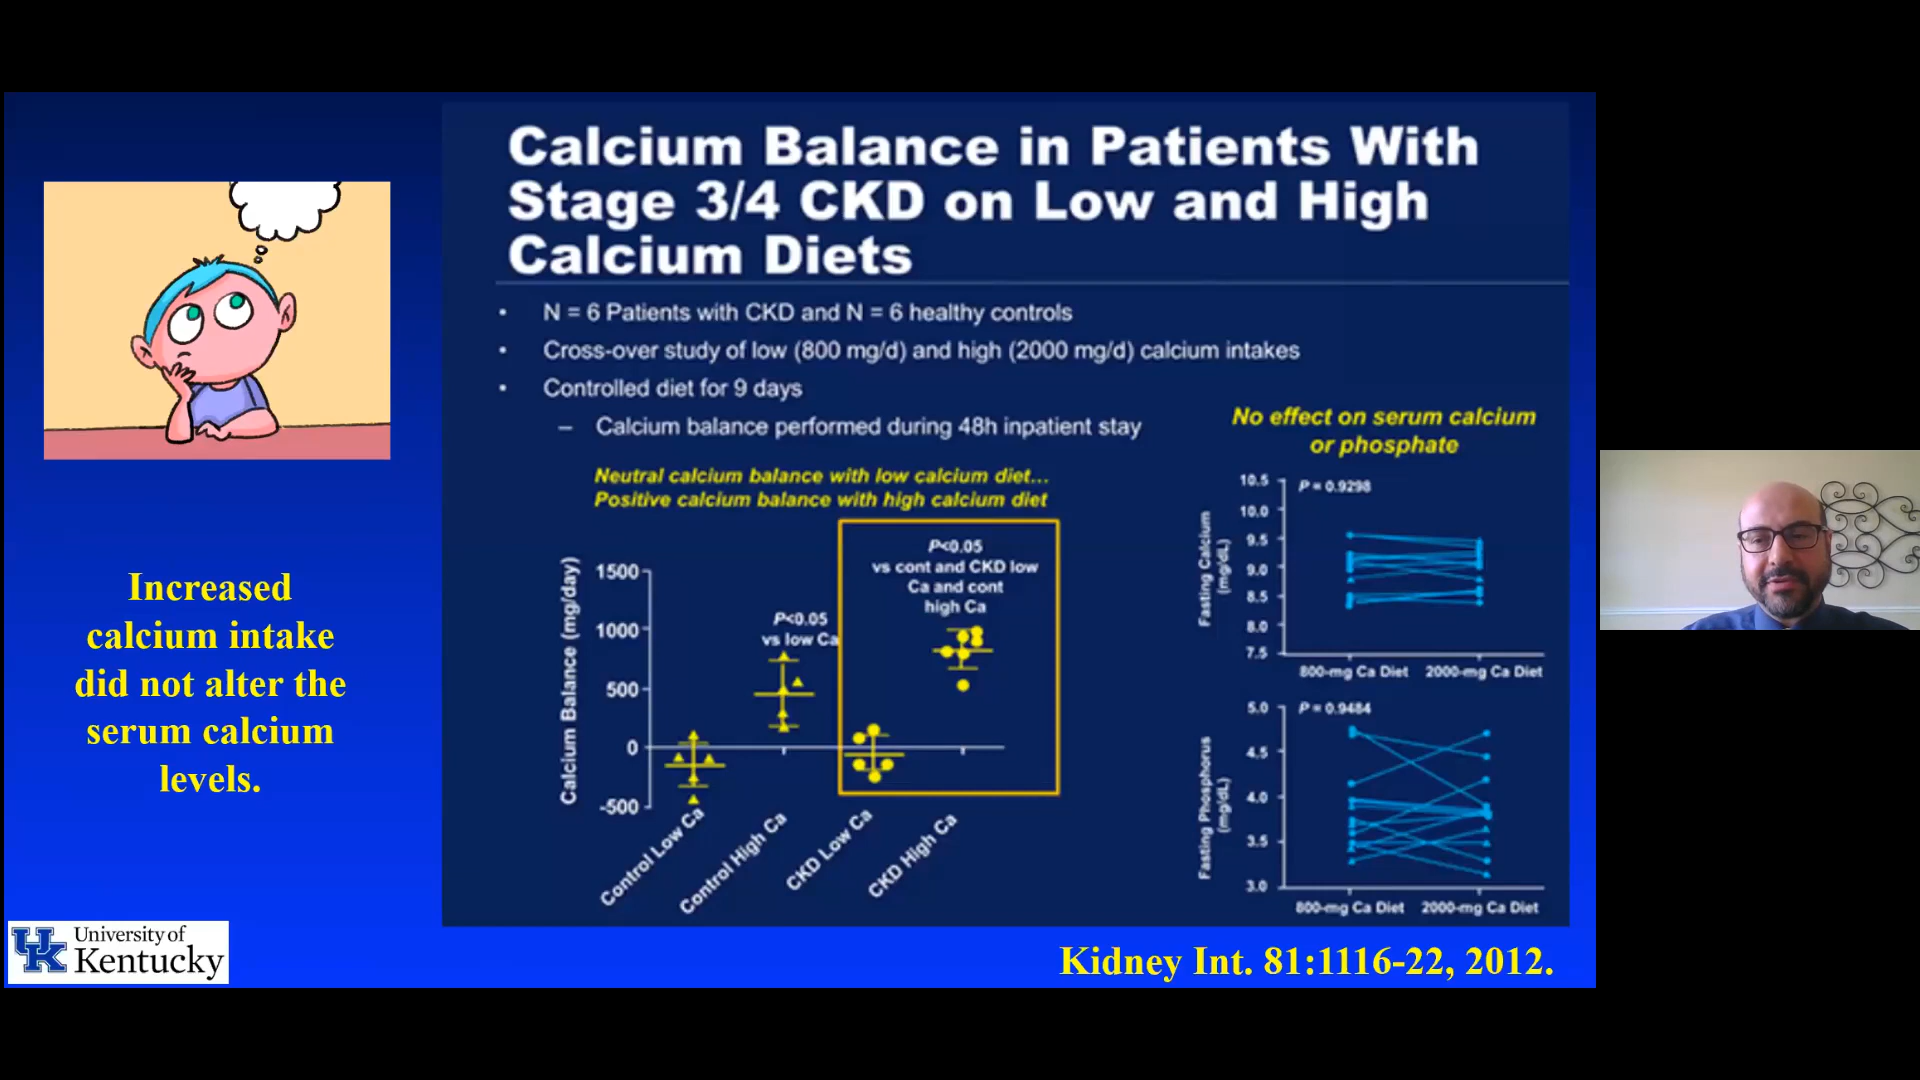 Calcium Balance in Patients With
Stage 3/4 CKD on Low and High
Calcium Diets
• N = 6 Patients with CKD and N = 6 healthy controls
• Cross-over study of low (800 mg/d) and high (2000 mg/d) calcium intakes
• Controlled diet for 9 days
– Calcium balance performed during 48h inpatient stay
Neutral calcium balance with low calcium diet...
Positive calcium balance with high calcium diet
Calcium Balance (mg/day)
1500
1000
500
0
-500
P<0.05
vs low Ca
P<0.05
vs cont and CKD low
Ca and cont
high Ca
Control Low Ca
Control High Ca
CKD Low Ca
CKD High Ca
No effect on serum calcium
or phosphate
Fasting Calcium
(mg/dL)
10.5
10.0
9.5
9.0
8.5
8.0
7.5
P = 0.9298
800-mg Ca Diet
2000-mg Ca Diet
Fasting Phosphorus
(mg/dL)
5.0
4.5
4.0
3.5
3.0
P = 0.9484
800-mg Ca Diet
2000-mg Ca Diet
Increased
calcium intake
did not alter the
serum calcium
levels.
UK
University of
Kentucky
Kidney Int. 81:1116-22, 2012.